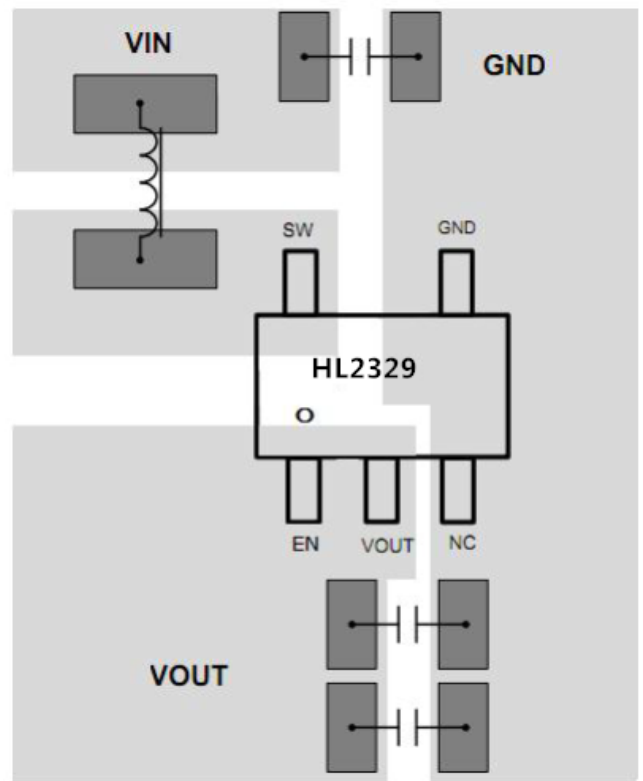 VIN
GND
SW
GND
HL2329
EN
VOUT
NC
VOUT